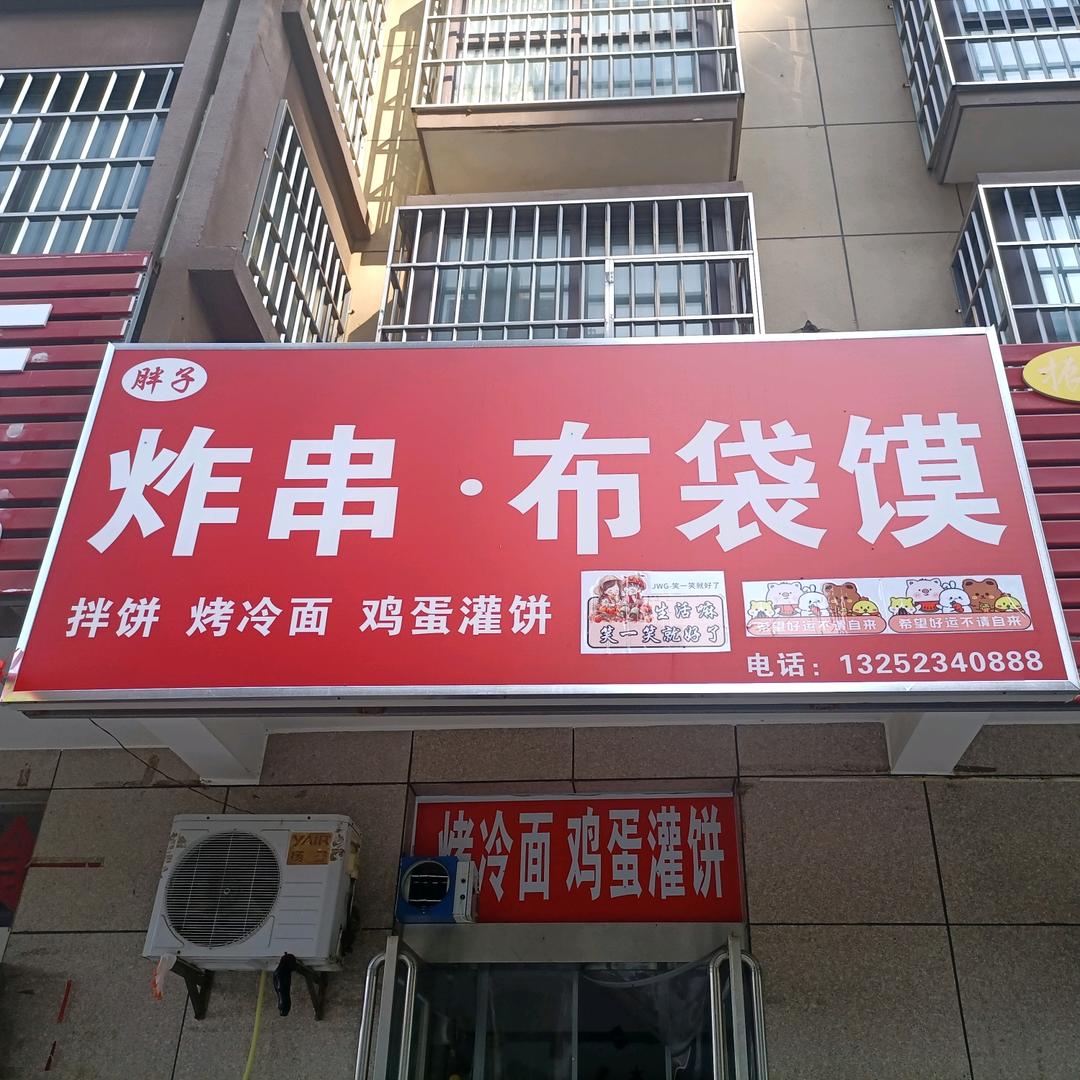 胖子
炸串·布袋馍
拌饼 烤冷面 鸡蛋灌饼
JWG-笑一笑就好了
生活嘛
笑一笑就好了
希望好运不请自来
希望好运不请自来
电话：13252340888
烤冷面 鸡蛋灌饼
YAIR